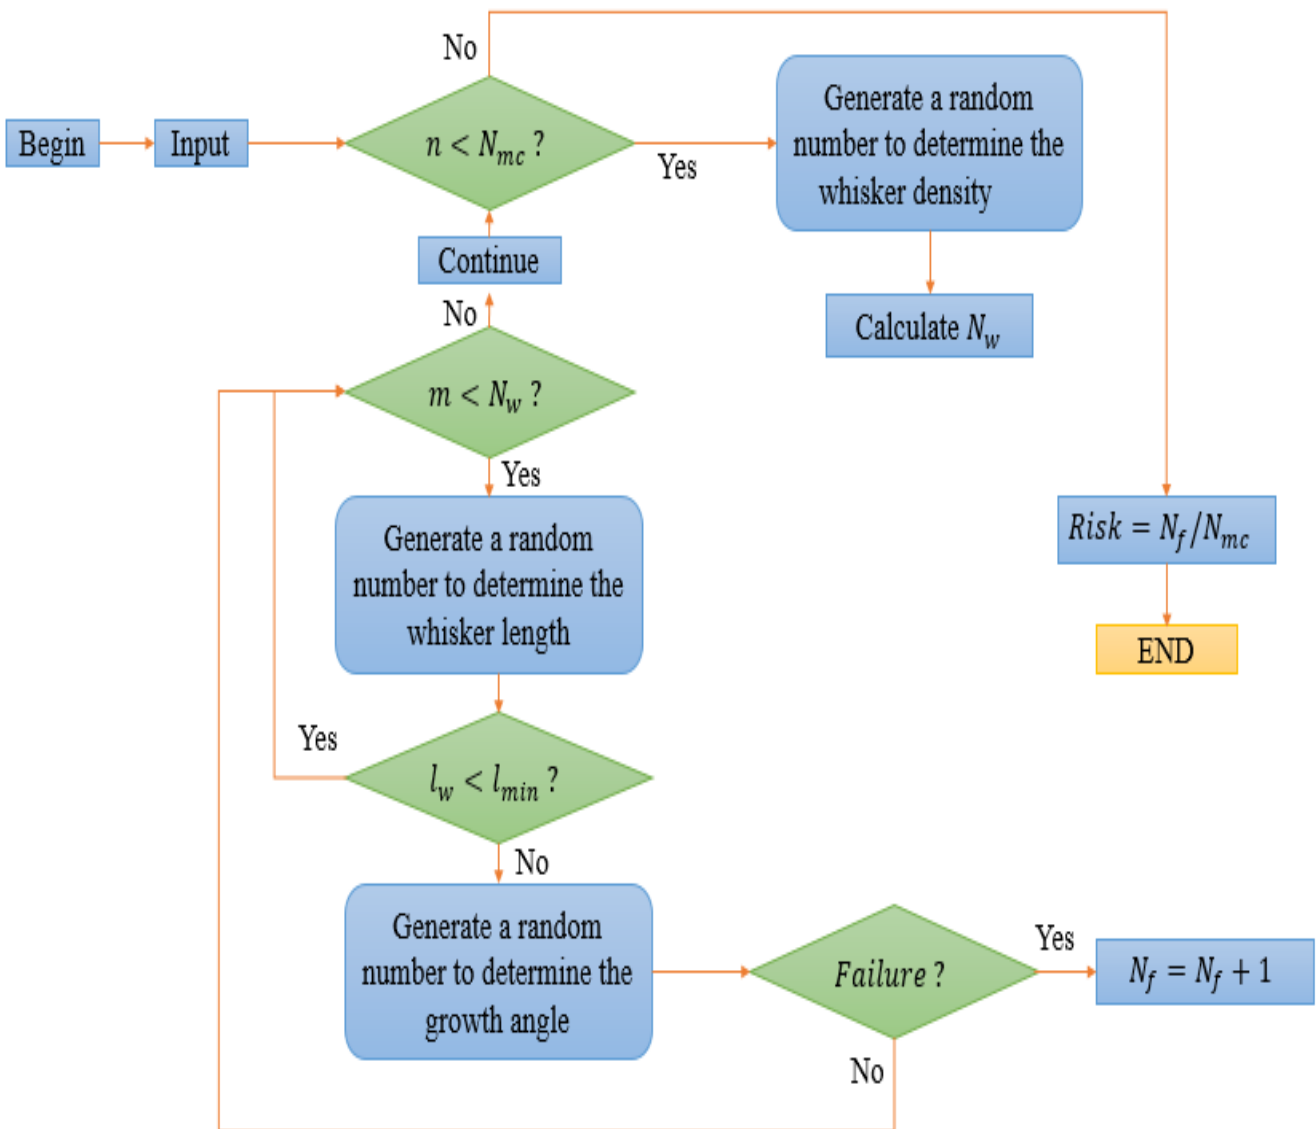 Begin
Input
No
n < N_mc ?
Yes
Generate a random
number to determine the
whisker density
Calculate N_w
Continue
No
m < N_w ?
Yes
Generate a random
number to determine the
whisker length
Yes
l_w < l_min ?
No
Generate a random
number to determine the
growth angle
Failure ?
Yes
N_f = N_f + 1
No
Risk = N_f/N_mc
END